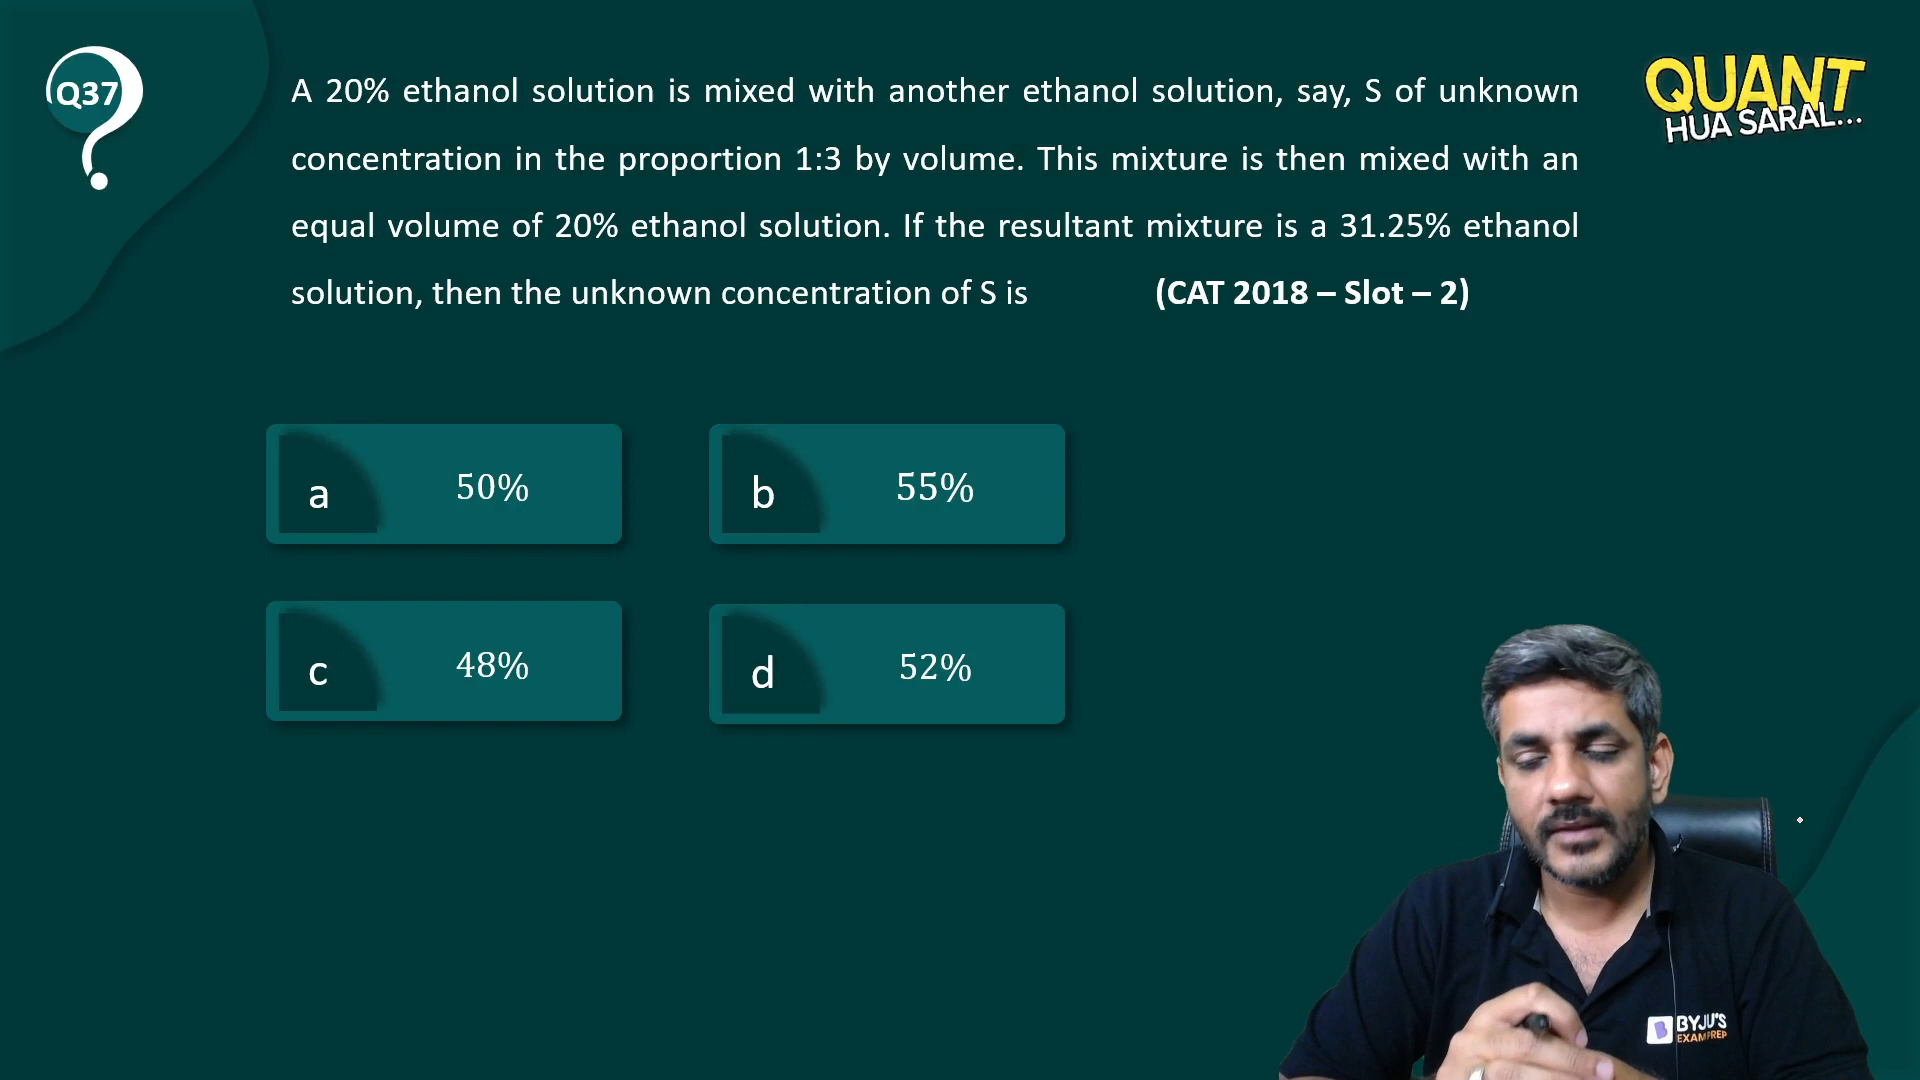 Q37
A 20% ethanol solution is mixed with another ethanol solution, say, S of unknown
concentration in the proportion 1:3 by volume. This mixture is then mixed with an
equal volume of 20% ethanol solution. If the resultant mixture is a 31.25% ethanol
solution, then the unknown concentration of S is (CAT 2018 – Slot – 2)
QUANT
HUA SARAL...
a 50%
b 55%
c 48%
d 52%
B BYJU'S
EXAM PREP